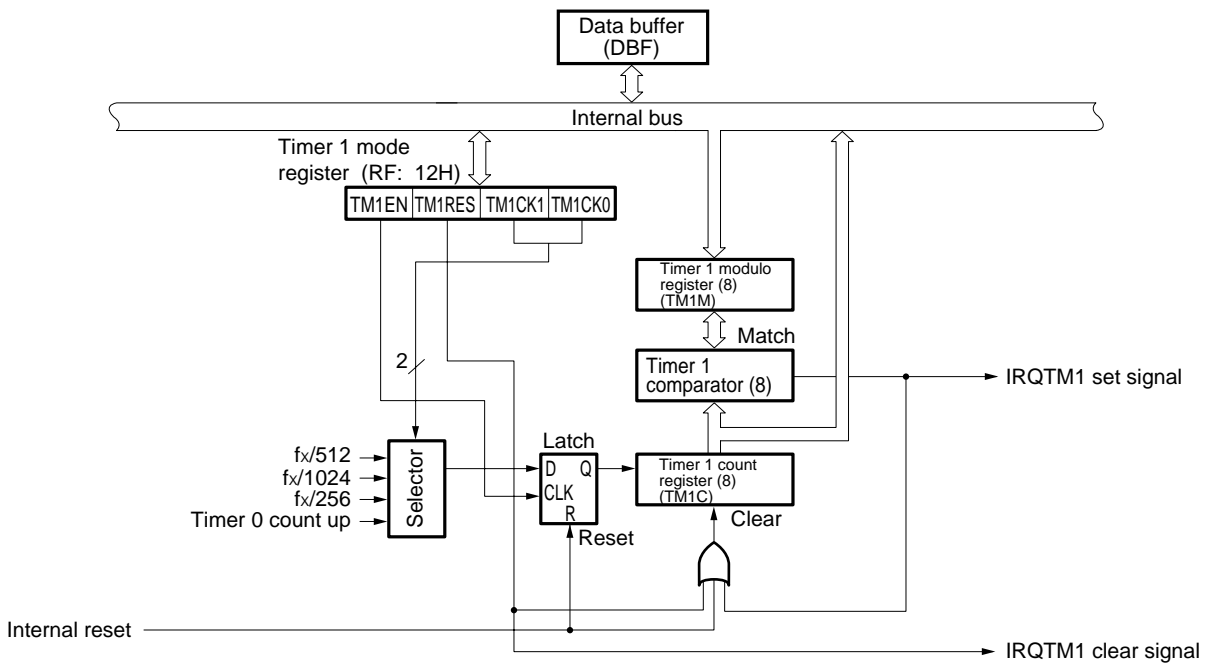 Data buffer
(DBF)
Internal bus
Timer 1 mode
register (RF: 12H)
TM1EN TM1RES TM1CK1 TM1CK0
Timer 1 modulo
register (8)
(TM1M)
Match
2
Timer 1
comparator (8)
IRQTM1 set signal
Latch
fX/512
fX/1024
fX/256
Timer 0 count up
Selector
D Q
CLK
R
Reset
Timer 1 count
register (8)
(TM1C)
Clear
Internal reset
IRQTM1 clear signal